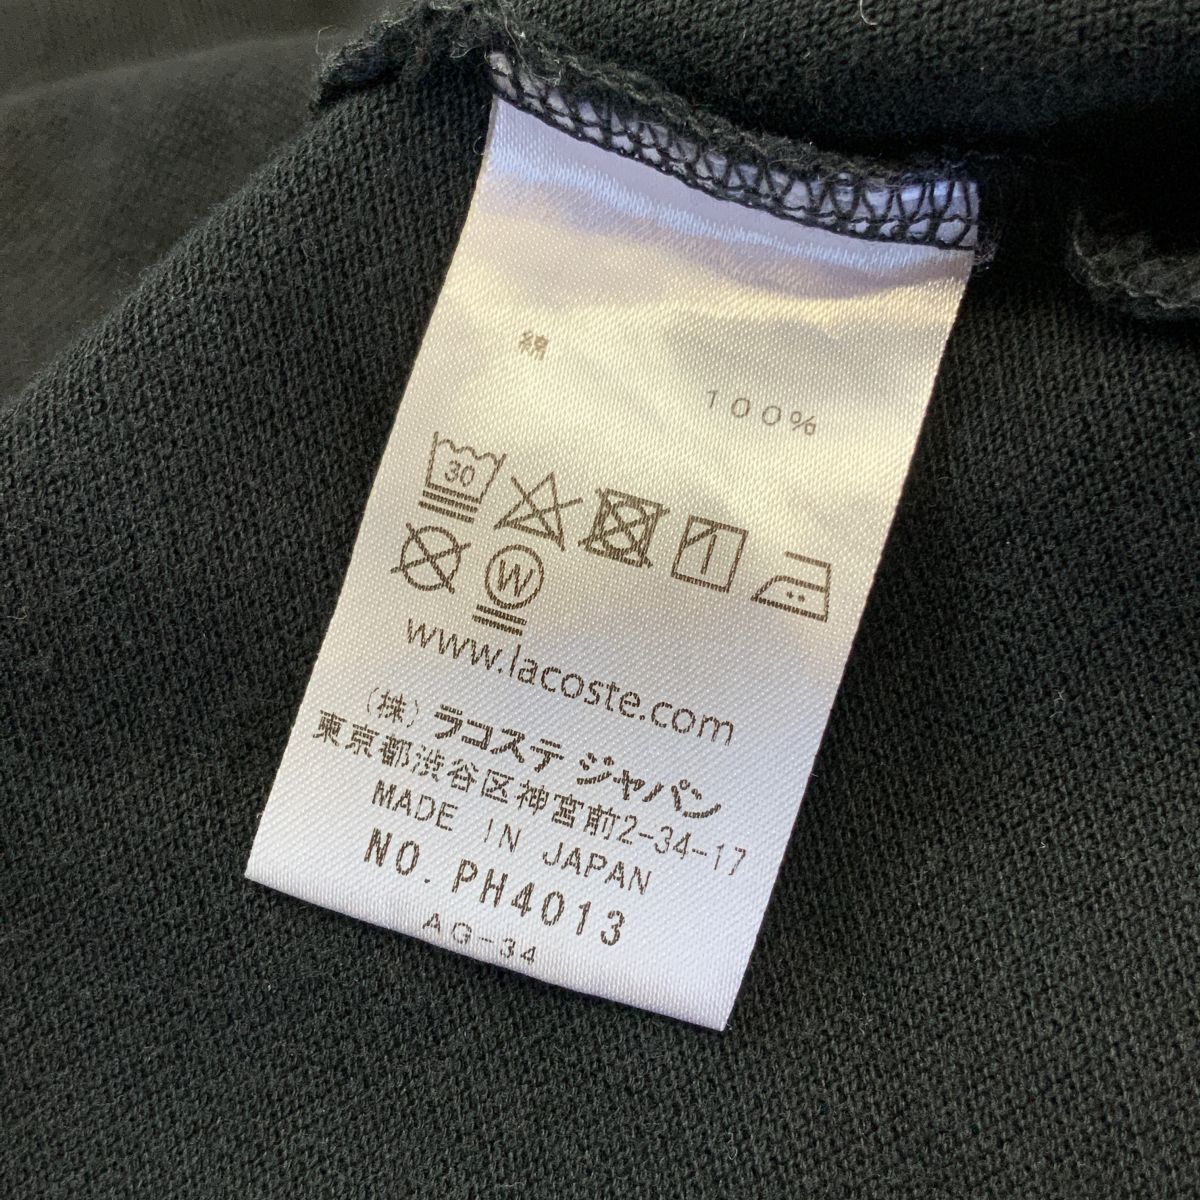 綿
100%
30
W
www.lacoste.com
(株) ラコステ ジャパン
東京都渋谷区神宮前2-34-17
MADE IN JAPAN
NO. PH4013
AG-34